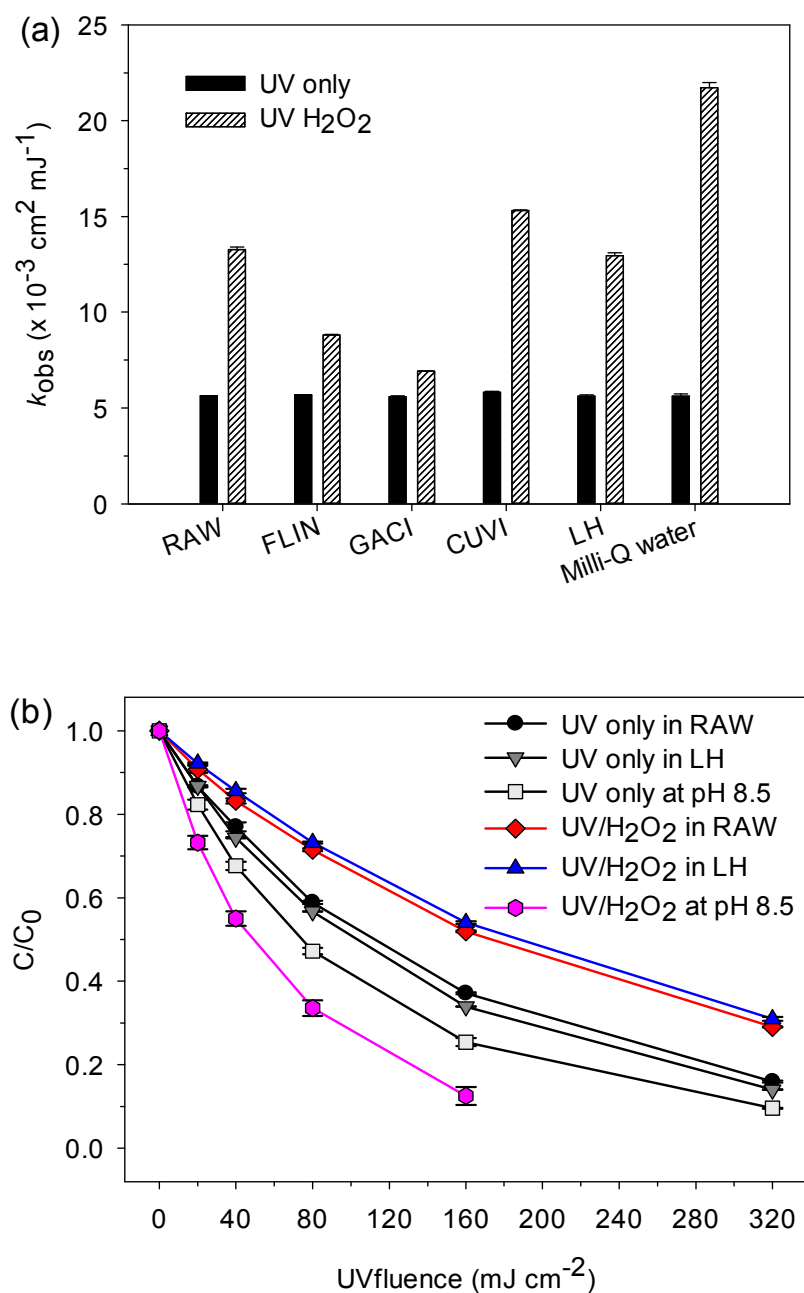 (a)
25
20
15
10
5
0
k_obs (x 10⁻³ cm² mJ⁻¹)
UV only
UV H₂O₂
RAW
FLIN
GACI
CUVI
LH
Milli-Q water
(b)
1.0
0.8
0.6
0.4
0.2
0.0
C/C₀
UV only in RAW
UV only in LH
UV only at pH 8.5
UV/H₂O₂ in RAW
UV/H₂O₂ in LH
UV/H₂O₂ at pH 8.5
0 40 80 120 160 200 240 280 320
UVfluence (mJ cm⁻²)